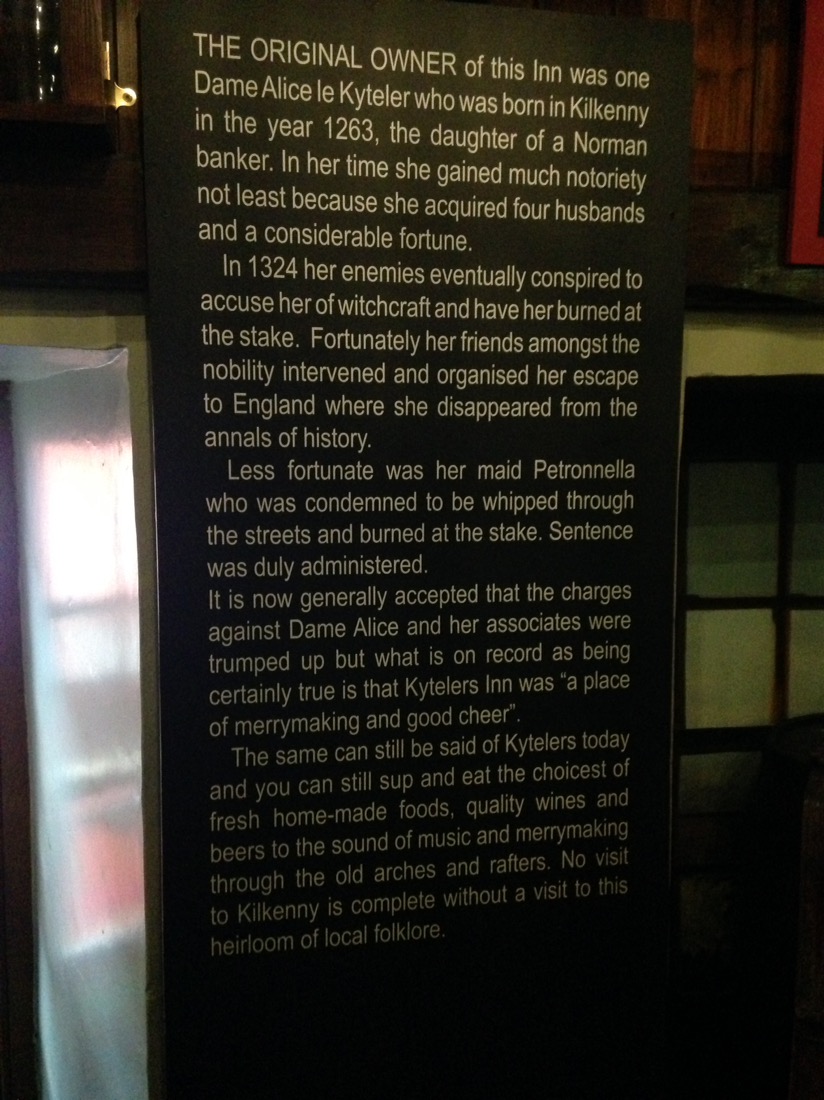 THE ORIGINAL OWNER of this Inn was one
Dame Alice le Kyteler who was born in Kilkenny
in the year 1263, the daughter of a Norman
banker. In her time she gained much notoriety
not least because she acquired four husbands
and a considerable fortune.
In 1324 her enemies eventually conspired to
accuse her of witchcraft and have her burned at
the stake. Fortunately her friends amongst the
nobility intervened and organised her escape
to England where she disappeared from the
annals of history.
Less fortunate was her maid Petronnella
who was condemned to be whipped through
the streets and burned at the stake. Sentence
was duly administered.
It is now generally accepted that the charges
against Dame Alice and her associates were
trumped up but what is on record as being
certainly true is that Kytelers Inn was “a place
of merrymaking and good cheer”.
The same can still be said of Kytelers today
and you can still sup and eat the choicest of
fresh home-made foods, quality wines and
beers to the sound of music and merrymaking
through the old arches and rafters. No visit
to Kilkenny is complete without a visit to this
heirloom of local folklore.